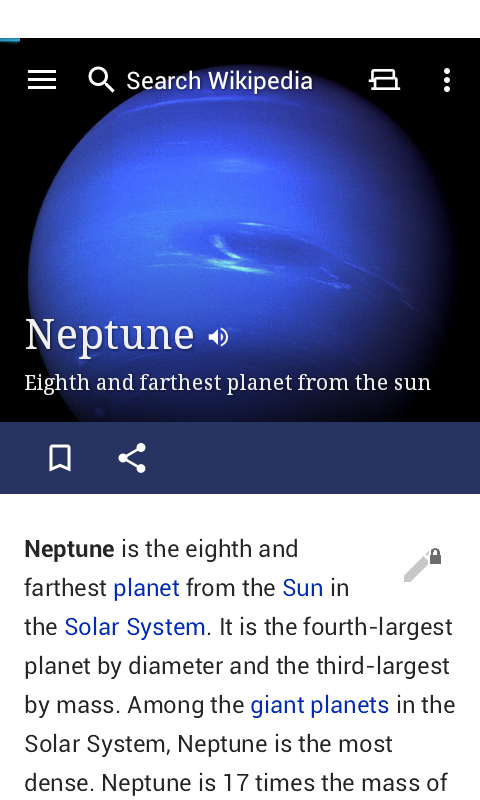 Search Wikipedia
Neptune
Eighth and farthest planet from the sun
Neptune is the eighth and
farthest planet from the Sun in
the Solar System. It is the fourth-largest
planet by diameter and the third-largest
by mass. Among the giant planets in the
Solar System, Neptune is the most
dense. Neptune is 17 times the mass of